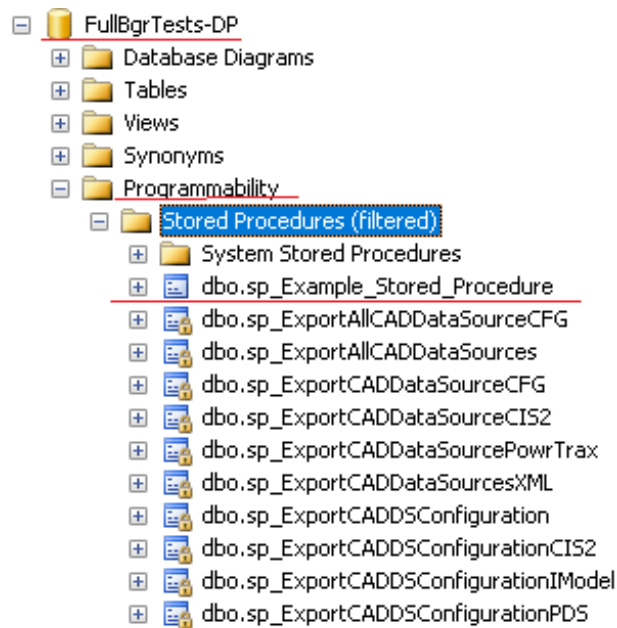 FullBgrTests-DP
Database Diagrams
Tables
Views
Synonyms
Programmability
Stored Procedures (filtered)
System Stored Procedures
dbo.sp_Example_Stored_Procedure
dbo.sp_ExportAllCADDataSourceCFG
dbo.sp_ExportAllCADDataSources
dbo.sp_ExportCADDataSourceCFG
dbo.sp_ExportCADDataSourceCIS2
dbo.sp_ExportCADDataSourcePowrTrax
dbo.sp_ExportCADDataSourcesXML
dbo.sp_ExportCADDSConfiguration
dbo.sp_ExportCADDSConfigurationCIS2
dbo.sp_ExportCADDSConfigurationIModel
dbo.sp_ExportCADDSConfigurationPDS